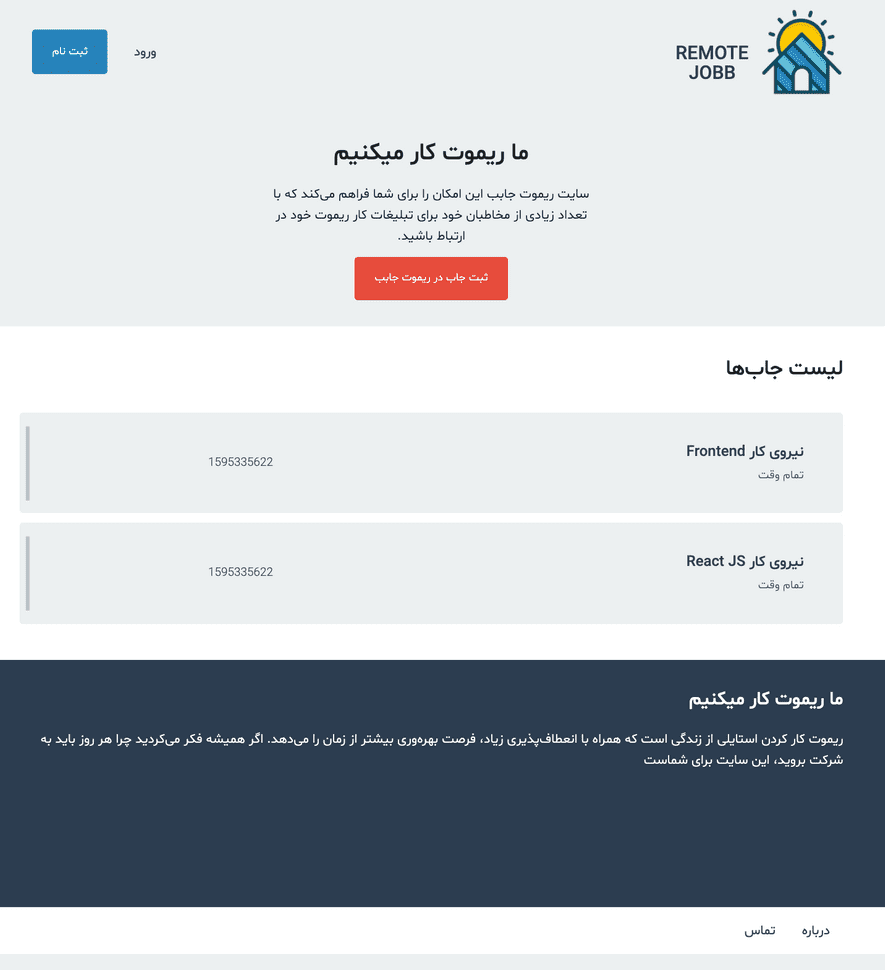 REMOTE
JOBB
ورود
ثبت نام
ما ریموت کار میکنیم
سایت ریموت جابب این امکان را برای شما فراهم می‌کند که با
تعداد زیادی از مخاطبان خود برای تبلیغات کار ریموت خود در
ارتباط باشید.
ثبت جاب در ریموت جابب
لیست جاب‌ها
نیروی کار Frontend
تمام وقت
1595335622
نیروی کار React JS
تمام وقت
1595335622
ما ریموت کار میکنیم
ریموت کار کردن استایلی از زندگی است که همراه با انعطاف‌پذیری زیاد، فرصت بهره‌وری بیشتر از زمان را می‌دهد. اگر همیشه فکر می‌کردید چرا هر روز باید به
شرکت بروید، این سایت برای شماست
درباره
تماس